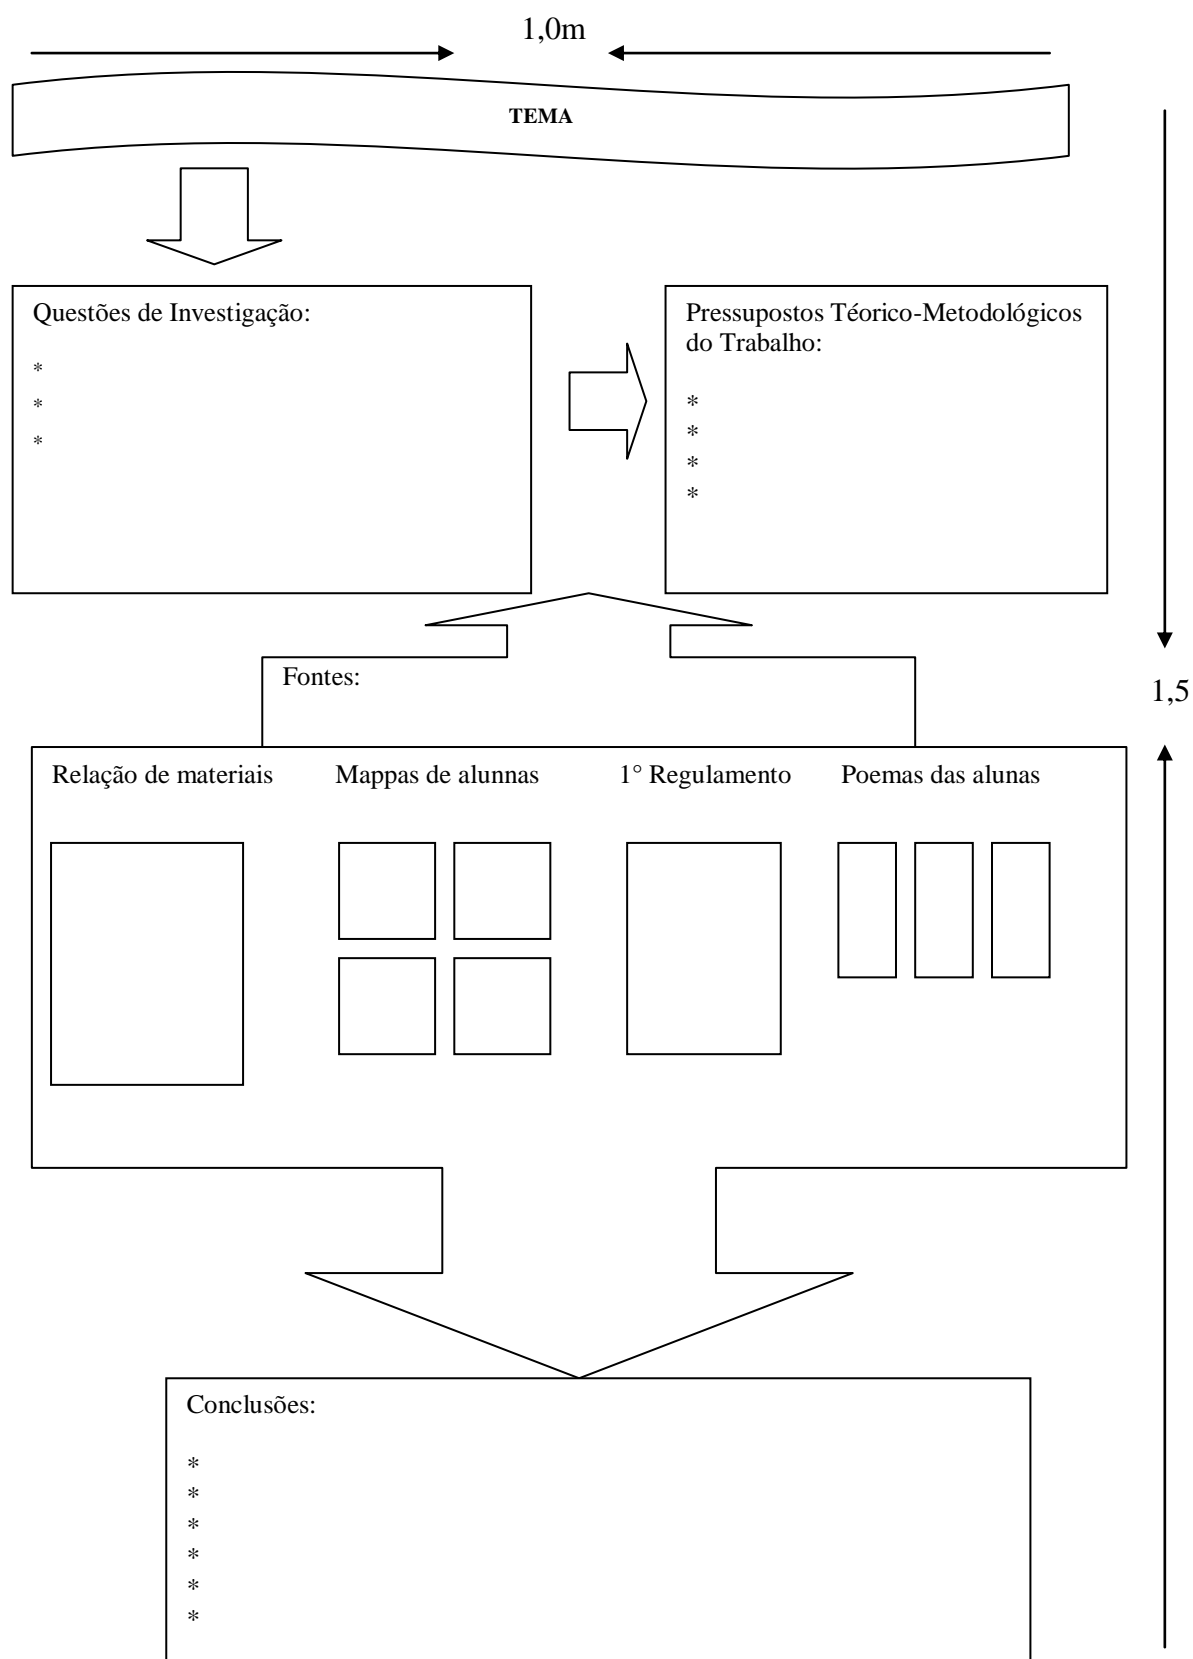 1,0m
TEMA
Questões de Investigação:
*
*
*
Pressupostos Téorico-Metodológicos
do Trabalho:
*
*
*
*
Fontes:
1,5
Relação de materiais
Mappas de alunnas
1° Regulamento
Poemas das alunas
Conclusões:
*
*
*
*
*
*